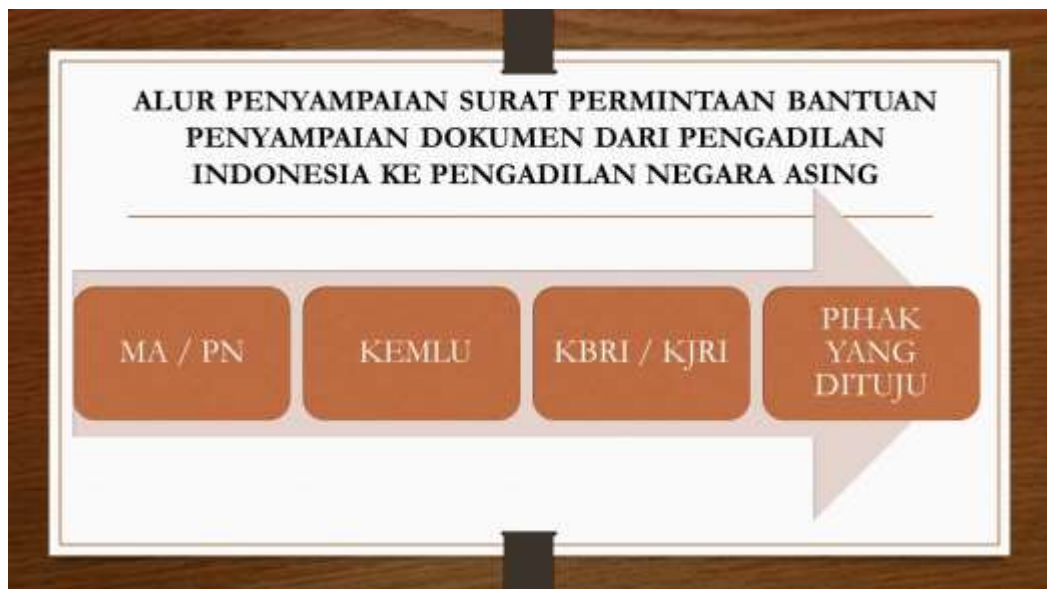 ALUR PENYAMPAIAN SURAT PERMINTAAN BANTUAN
PENYAMPAIAN DOKUMEN DARI PENGADILAN
INDONESIA KE PENGADILAN NEGARA ASING
MA / PN
KEMLU
KBRI / KJRI
PIHAK
YANG
DITUJU